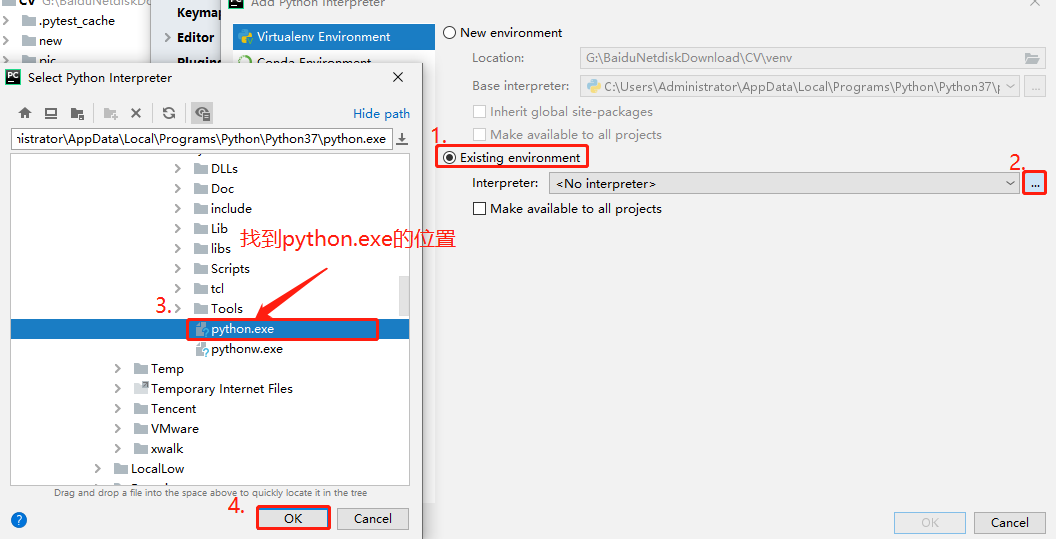 CV G:\BaiduNetdiskDownload
.pytest_cache
new
pic
Keymap
Editor
Plugins
Add Python Interpreter
Virtualenv Environment
Conda Environment
New environment
Location: G:\BaiduNetdiskDownload\CV\venv
Base interpreter: C:\Users\Administrator\AppData\Local\Programs\Python\Python37\p
...
Inherit global site-packages
Make available to all projects
1.
Existing environment
2.
Interpreter: <No interpreter>
...
Make available to all projects
OK
Cancel
Select Python Interpreter
Hide path
nistrator\AppData\Local\Programs\Python\Python37\python.exe
DLLs
Doc
include
Lib
找到python.exe的位置
libs
Scripts
tcl
3.
Tools
python.exe
pythonw.exe
Temp
Temporary Internet Files
Tencent
VMware
xwalk
LocalLow
Drag and drop a file into the space above to quickly locate it in the tree
4.
?
OK
Cancel